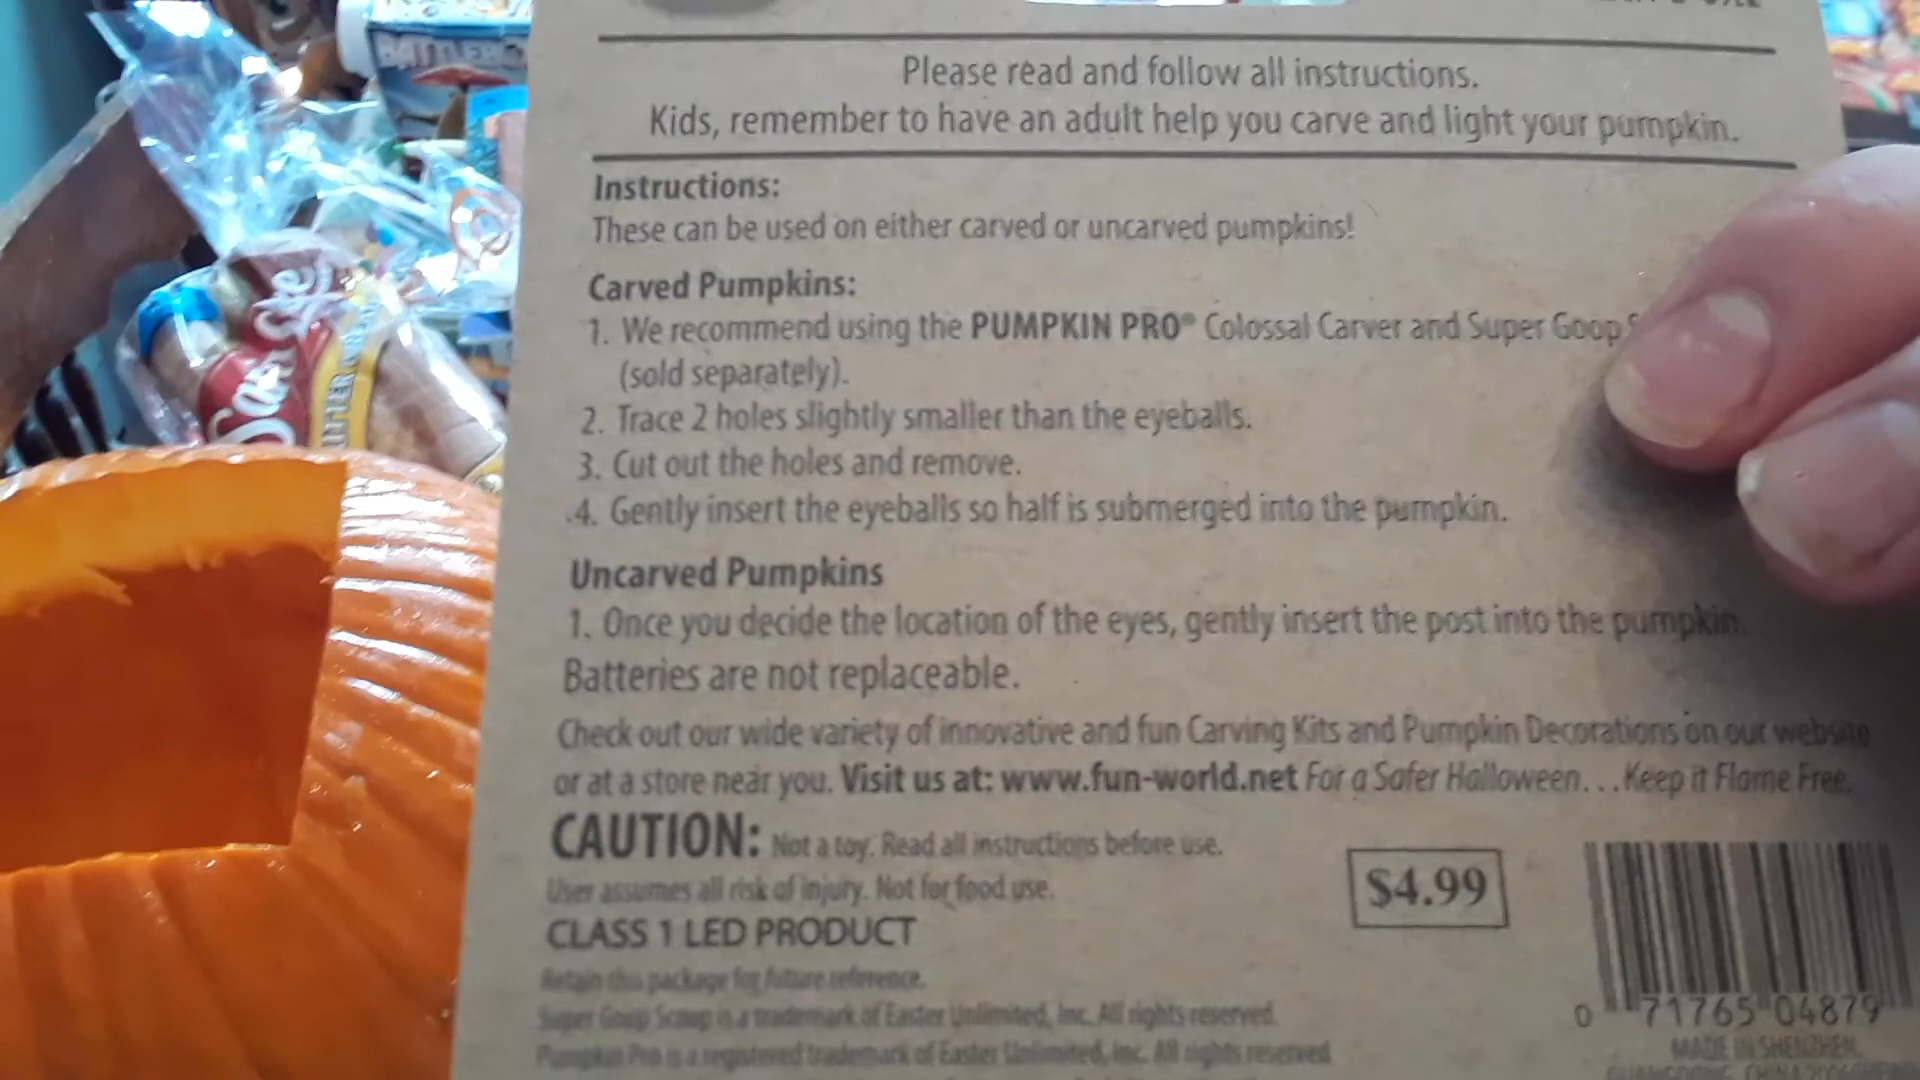 BATTLEBO
Please read and follow all instructions.
Kids, remember to have an adult help you carve and light your pumpkin.
Instructions:
These can be used on either carved or uncarved pumpkins!
Carved Pumpkins:
1. We recommend using the PUMPKIN PRO® Colossal Carver and Super Goop S
(sold separately).
2. Trace 2 holes slightly smaller than the eyeballs.
3. Cut out the holes and remove.
4. Gently insert the eyeballs so half is submerged into the pumpkin.
Uncarved Pumpkins
1. Once you decide the location of the eyes, gently insert the post into the pumpkin.
Batteries are not replaceable.
Check out our wide variety of innovative and fun Carving Kits and Pumpkin Decorations on our website
or at a store near you. Visit us at: www.fun-world.net For a Safer Halloween...Keep it Flame Free.
CAUTION: Not a toy. Read all instructions before use.
User assumes all risk of injury. Not for food use.
$4.99
CLASS 1 LED PRODUCT
Retain this package for future reference.
Super Goop Scoop is a trademark of Easter Unlimited, Inc. All rights reserved.
Pumpkin Pro is a registered trademark of Easter Unlimited, Inc. All rights reserved
0 71765 04879
MADE IN SHENZHEN,
GUANGDONG, CHINA